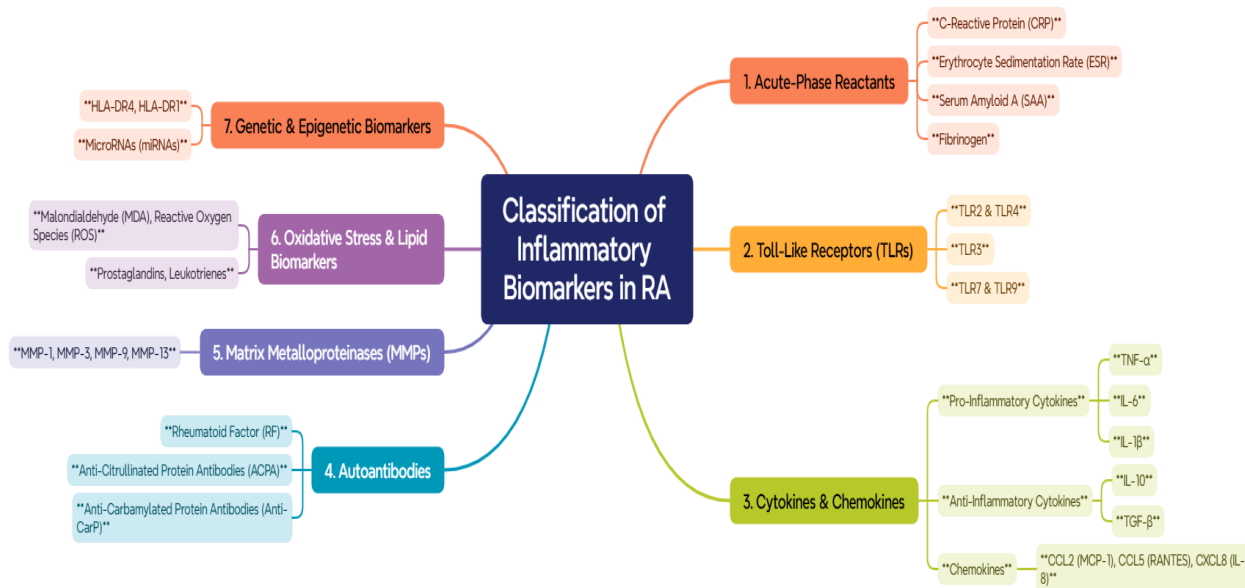 Classification of
Inflammatory
Biomarkers in RA
1. Acute-Phase Reactants
**C-Reactive Protein (CRP)**
**Erythrocyte Sedimentation Rate (ESR)**
**Serum Amyloid A (SAA)**
**Fibrinogen**
2. Toll-Like Receptors (TLRs)
**TLR2 & TLR4**
**TLR3**
**TLR7 & TLR9**
3. Cytokines & Chemokines
**Pro-Inflammatory Cytokines**
**TNF-α**
**IL-6**
**IL-1β**
**Anti-Inflammatory Cytokines**
**IL-10**
**TGF-β**
**Chemokines**
**CCL2 (MCP-1), CCL5 (RANTES), CXCL8 (IL-
8)**
4. Autoantibodies
**Rheumatoid Factor (RF)**
**Anti-Citrullinated Protein Antibodies (ACPA)**
**Anti-Carbamylated Protein Antibodies (Anti-
CarP)**
5. Matrix Metalloproteinases (MMPs)
**MMP-1, MMP-3, MMP-9, MMP-13**
6. Oxidative Stress & Lipid
Biomarkers
**Malondialdehyde (MDA), Reactive Oxygen
Species (ROS)**
**Prostaglandins, Leukotrienes**
7. Genetic & Epigenetic Biomarkers
**HLA-DR4, HLA-DR1**
**MicroRNAs (miRNAs)**